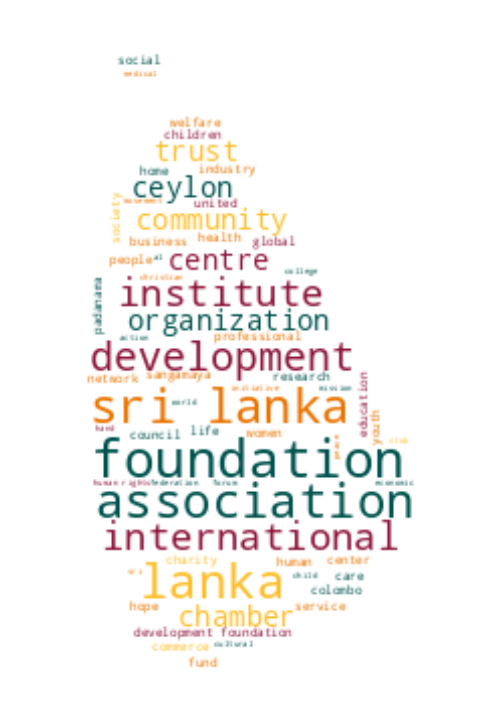 social
medical
welfare
children
trust
home industry
ceylon
society movement united
community
business health global
people al centre
christian college
institute
padanama organization
action professional
development
network sangamaya research
initiative mission
sri lanka
world education
youth
hand council life women
peace club
foundation
human rights federation forum economic
association
international
charity human center
sri lanka child care
colombo
hope chamber service
development foundation
commerce cultural
fund